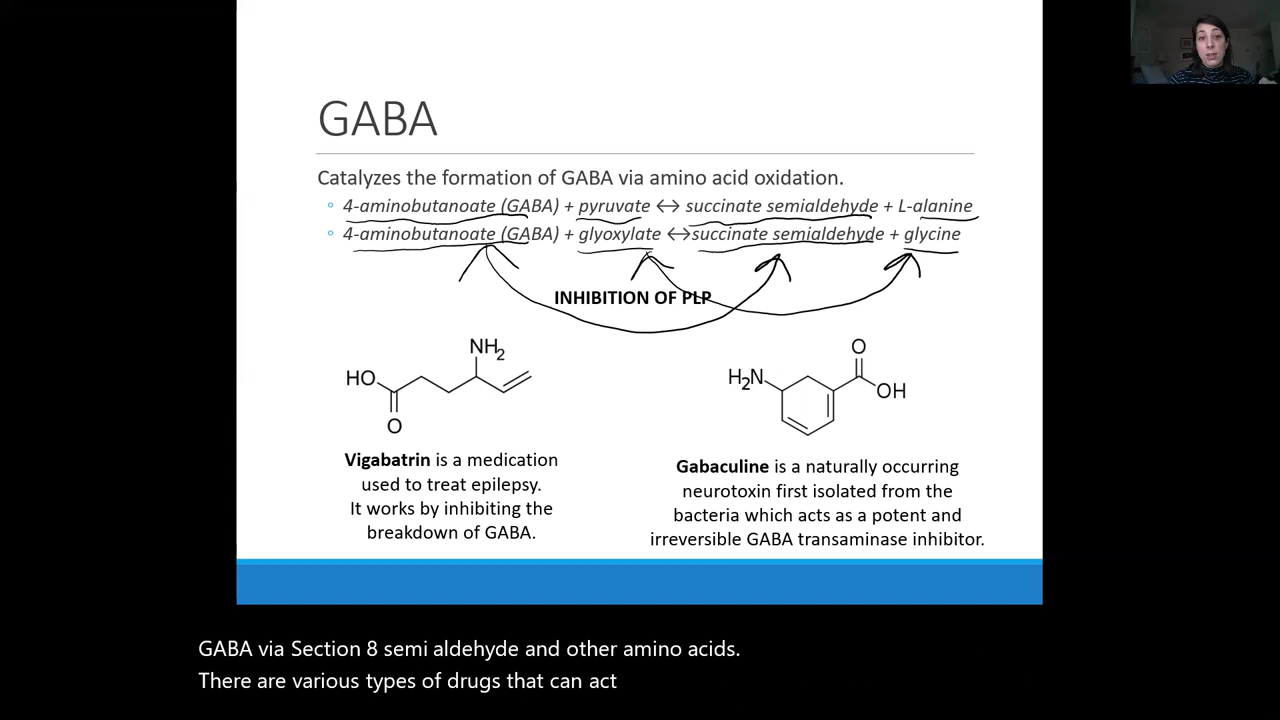 GABA
Catalyzes the formation of GABA via amino acid oxidation.
4-aminobutanoate (GABA) + pyruvate ↔ succinate semialdehyde + L-alanine
4-aminobutanoate (GABA) + glyoxylate ↔succinate semialdehyde + glycine
INHIBITION OF PLP
NH2
HO
O
Vigabatrin is a medication
used to treat epilepsy.
It works by inhibiting the
breakdown of GABA.
O
H2N
OH
Gabaculine is a naturally occurring
neurotoxin first isolated from the
bacteria which acts as a potent and
irreversible GABA transaminase inhibitor.
GABA via Section 8 semi aldehyde and other amino acids.
There are various types of drugs that can act